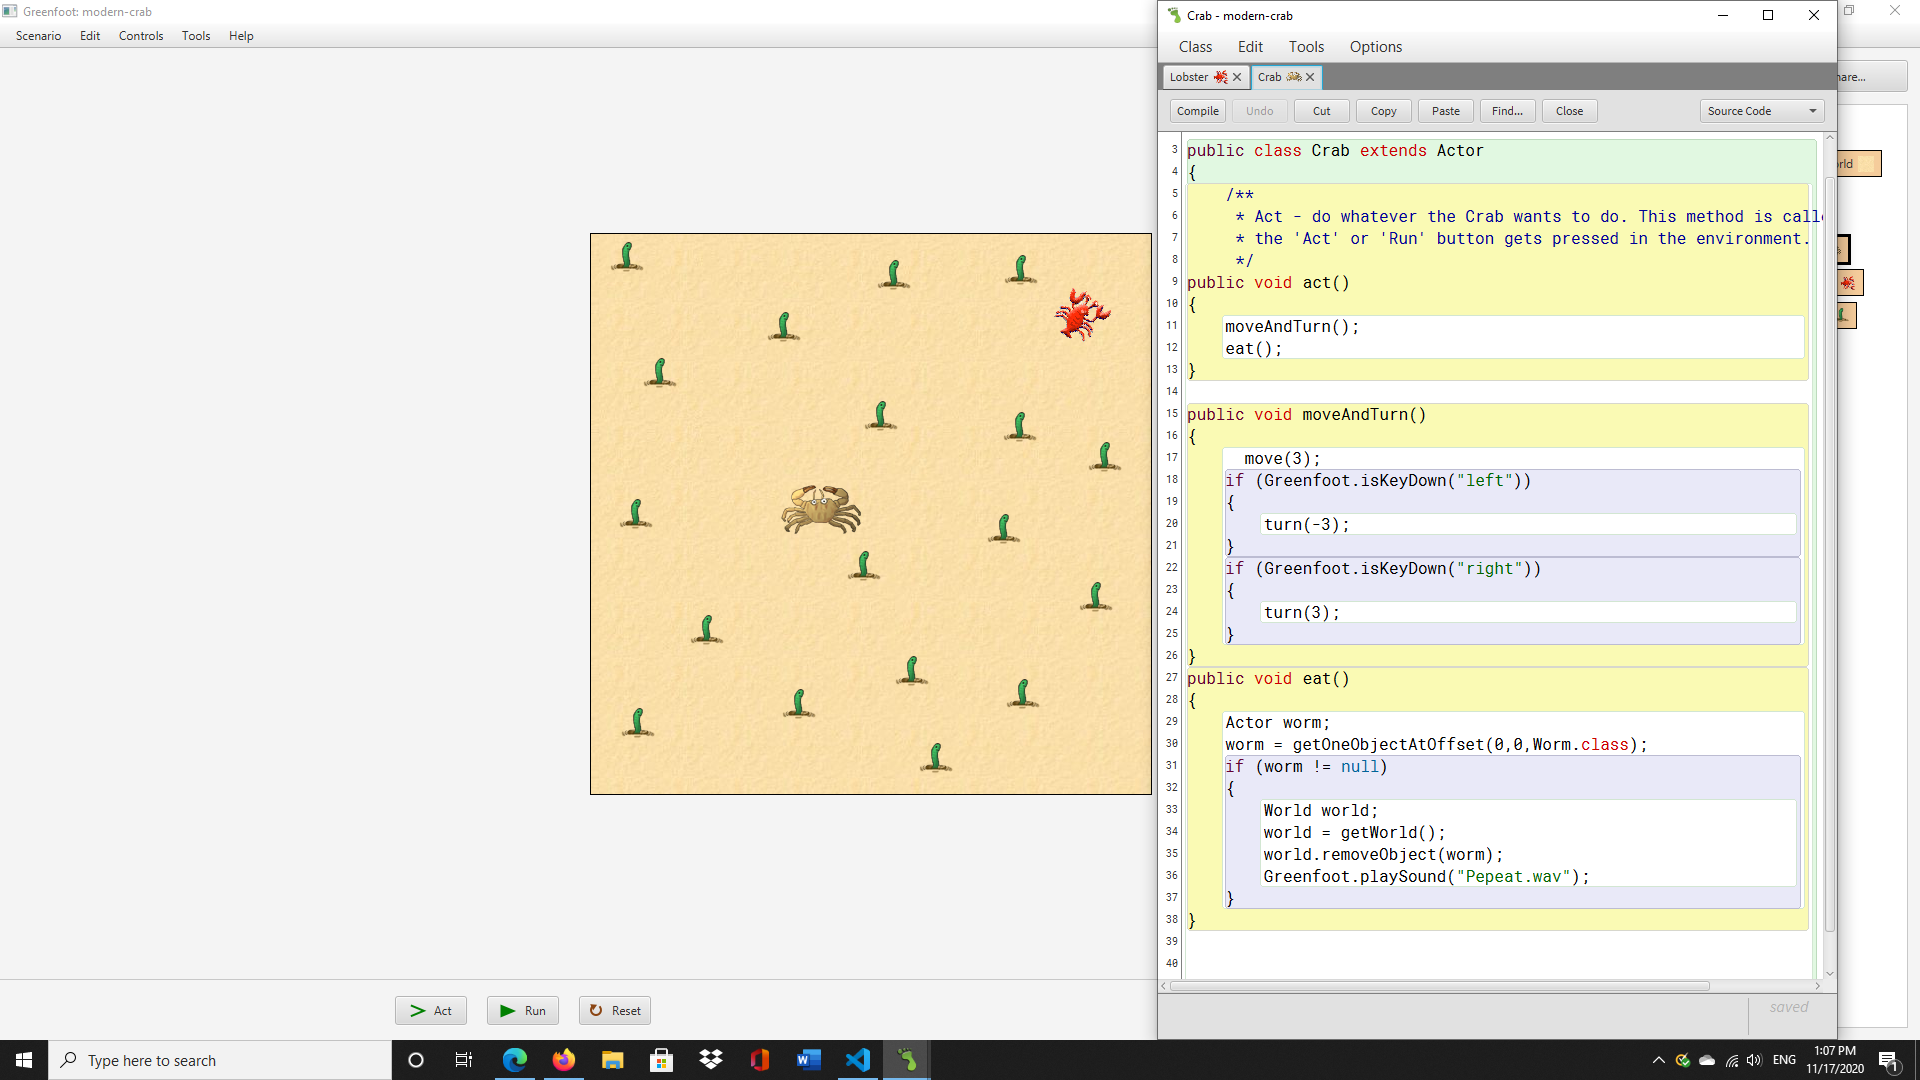 Greenfoot: modern-crab
Scenario Edit Controls Tools Help
Crab - modern-crab
Class Edit Tools Options
Lobster Crab
Compile Undo Cut Copy Paste Find... Close Source Code
3 public class Crab extends Actor
4 {
5 /**
6 * Act - do whatever the Crab wants to do. This method is calle
7 * the 'Act' or 'Run' button gets pressed in the environment.
8 */
9 public void act()
10 {
11 moveAndTurn();
12 eat();
13 }
14
15 public void moveAndTurn()
16 {
17 move(3);
18 if (Greenfoot.isKeyDown("left"))
19 {
20 turn(-3);
21 }
22 if (Greenfoot.isKeyDown("right"))
23 {
24 turn(3);
25 }
26 }
27 public void eat()
28 {
29 Actor worm;
30 worm = getOneObjectAtOffset(0,0,Worm.class);
31 if (worm != null)
32 {
33 World world;
34 world = getWorld();
35 world.removeObject(worm);
36 Greenfoot.playSound("Pepeat.wav");
37 }
38 }
39
40
saved
Act Run Reset
Type here to search
ENG
1:07 PM
11/17/2020
1